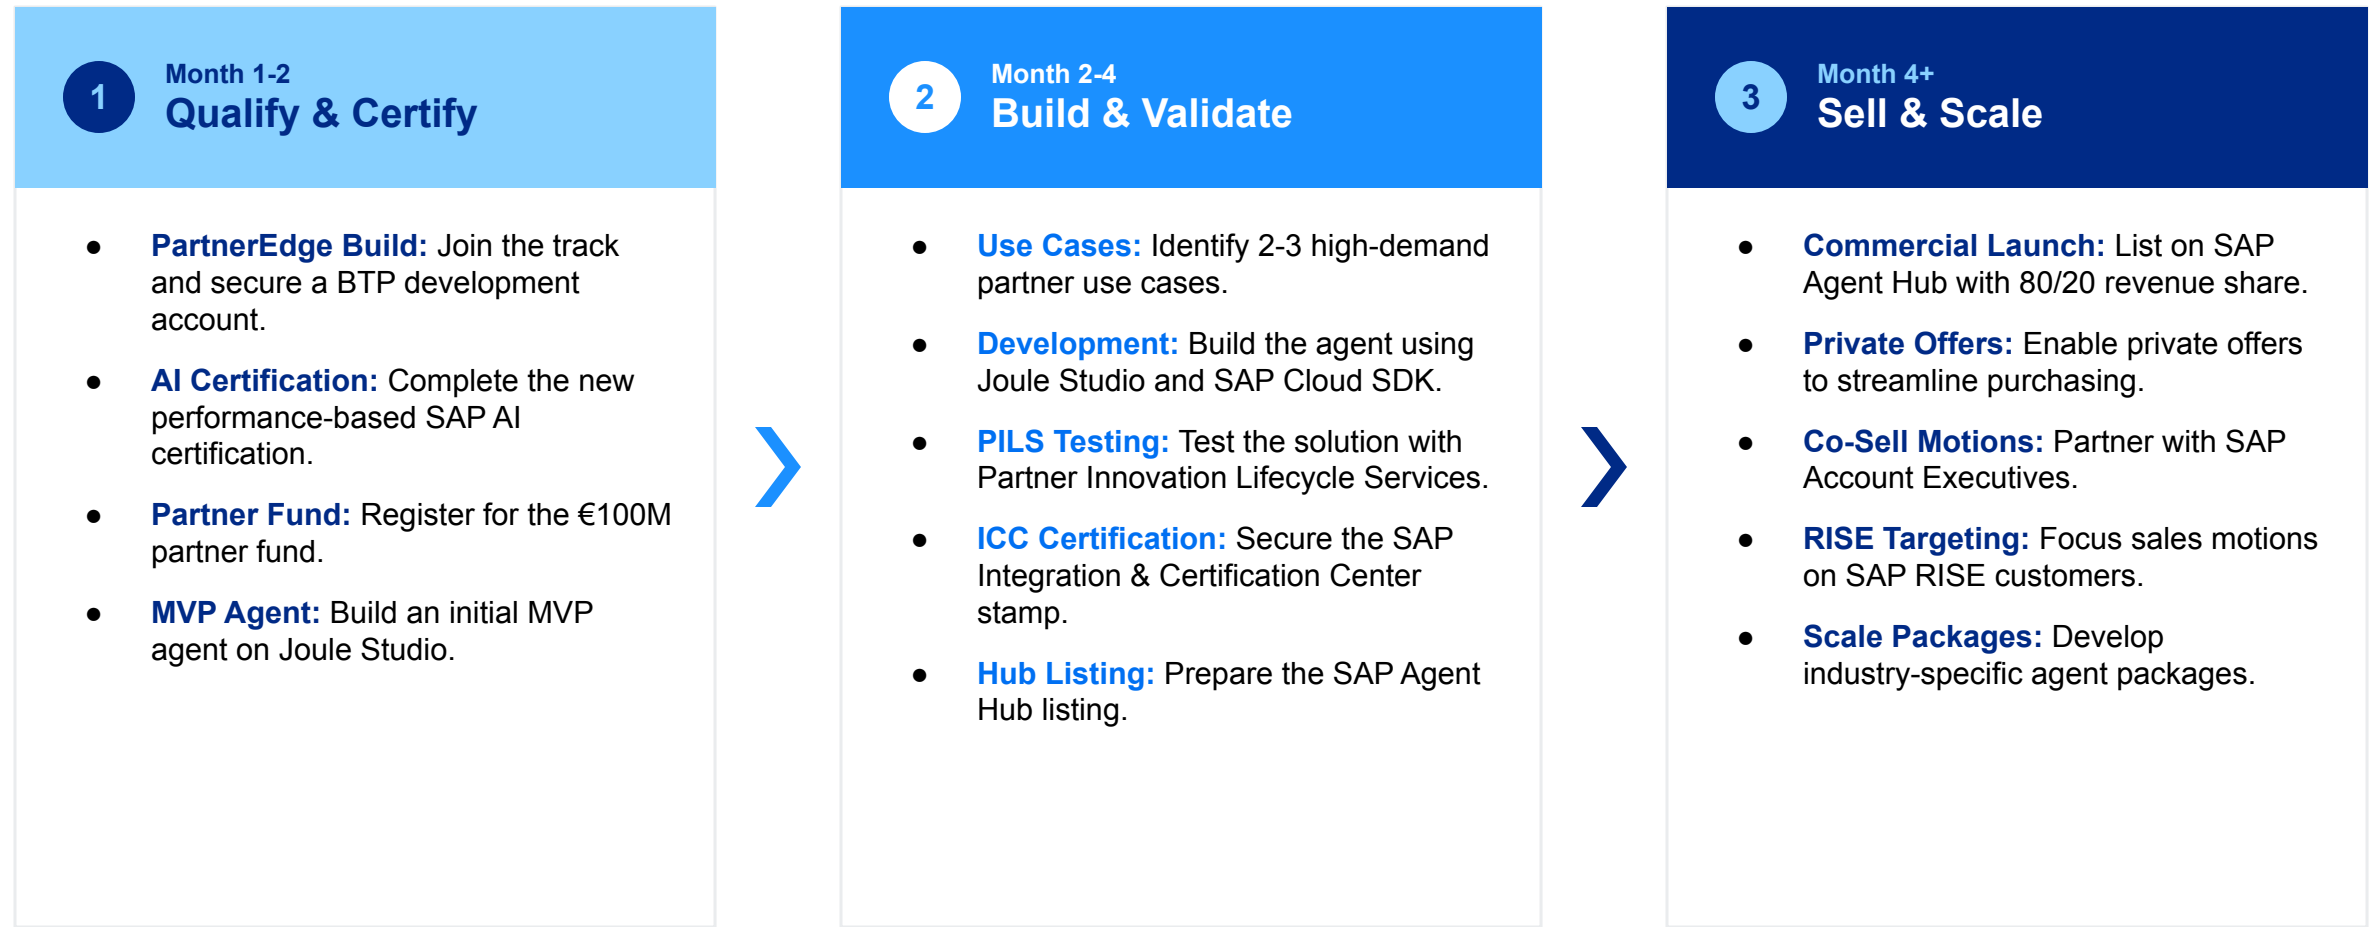 1
Month 1-2
Qualify & Certify
● PartnerEdge Build: Join the track
and secure a BTP development
account.
● AI Certification: Complete the new
performance-based SAP AI
certification.
● Partner Fund: Register for the €100M
partner fund.
● MVP Agent: Build an initial MVP
agent on Joule Studio.
2
Month 2-4
Build & Validate
● Use Cases: Identify 2-3 high-demand
partner use cases.
● Development: Build the agent using
Joule Studio and SAP Cloud SDK.
● PILS Testing: Test the solution with
Partner Innovation Lifecycle Services.
● ICC Certification: Secure the SAP
Integration & Certification Center
stamp.
● Hub Listing: Prepare the SAP Agent
Hub listing.
3
Month 4+
Sell & Scale
● Commercial Launch: List on SAP
Agent Hub with 80/20 revenue share.
● Private Offers: Enable private offers
to streamline purchasing.
● Co-Sell Motions: Partner with SAP
Account Executives.
● RISE Targeting: Focus sales motions
on SAP RISE customers.
● Scale Packages: Develop
industry-specific agent packages.